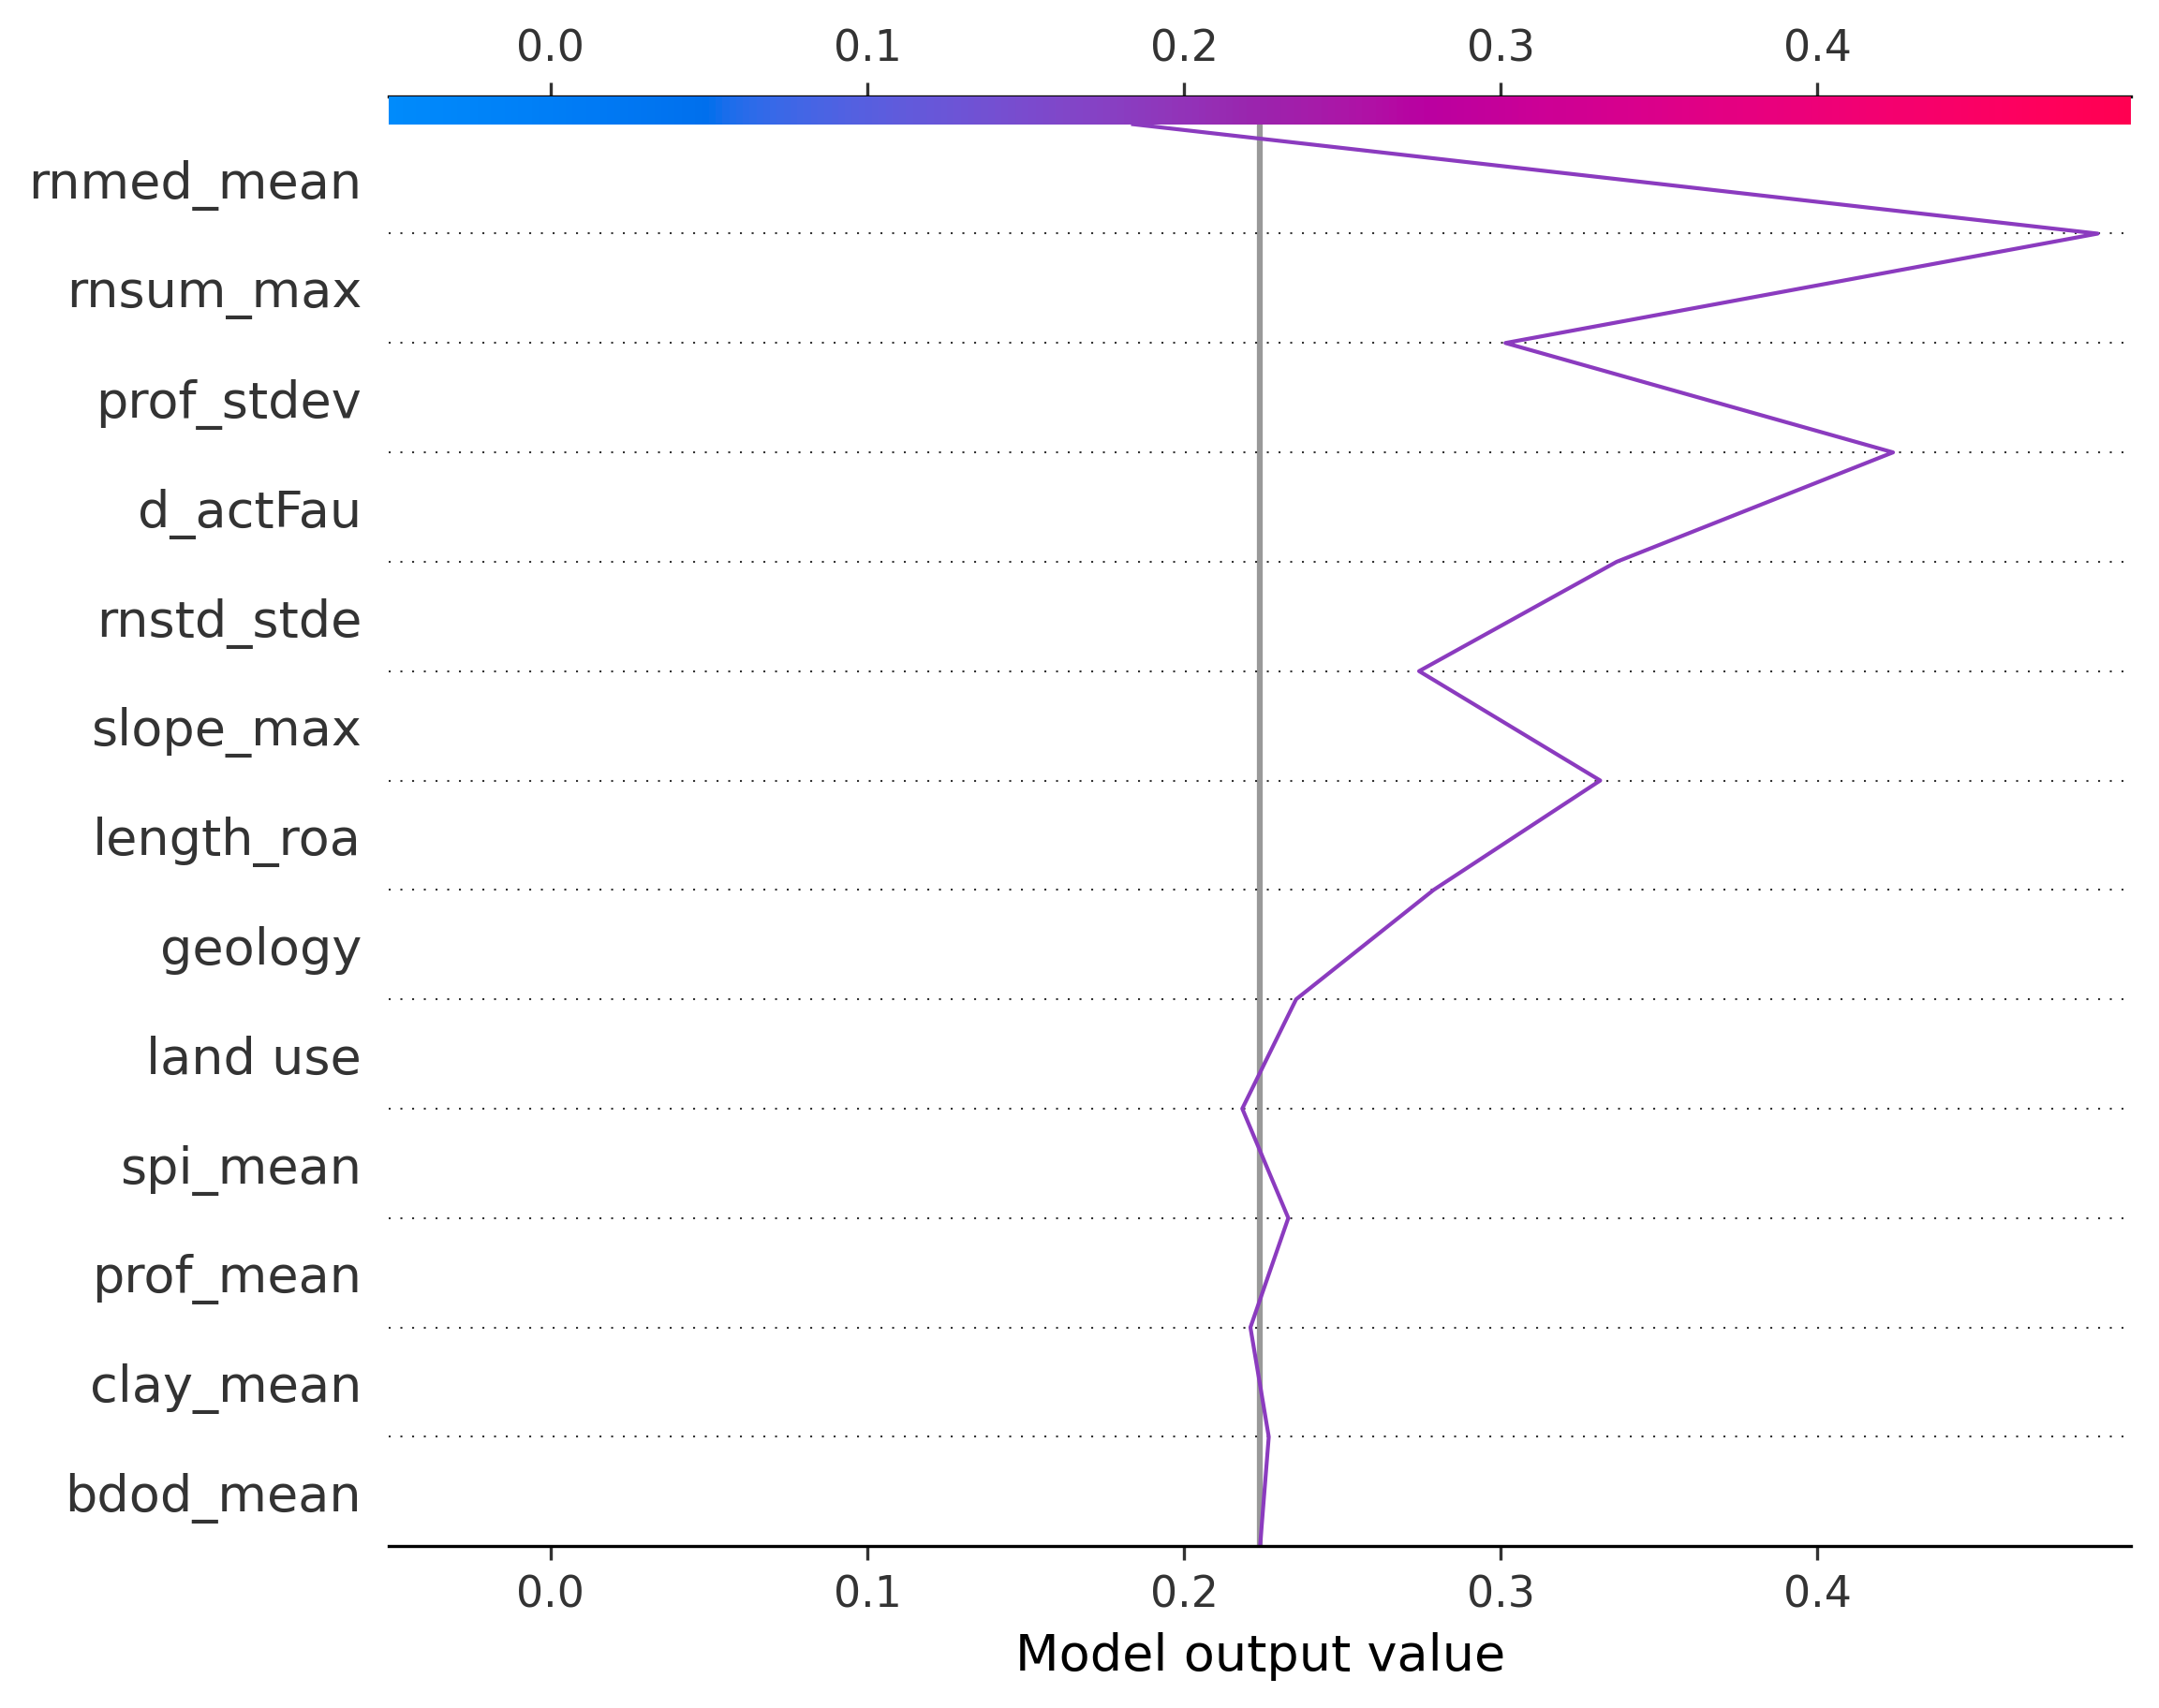 0.0 0.1 0.2 0.3 0.4
rnmed_mean
rnsum_max
prof_stdev
d_actFau
rnstd_stde
slope_max
length_roa
geology
land use
spi_mean
prof_mean
clay_mean
bdod_mean
0.0 0.1 0.2 0.3 0.4
Model output value